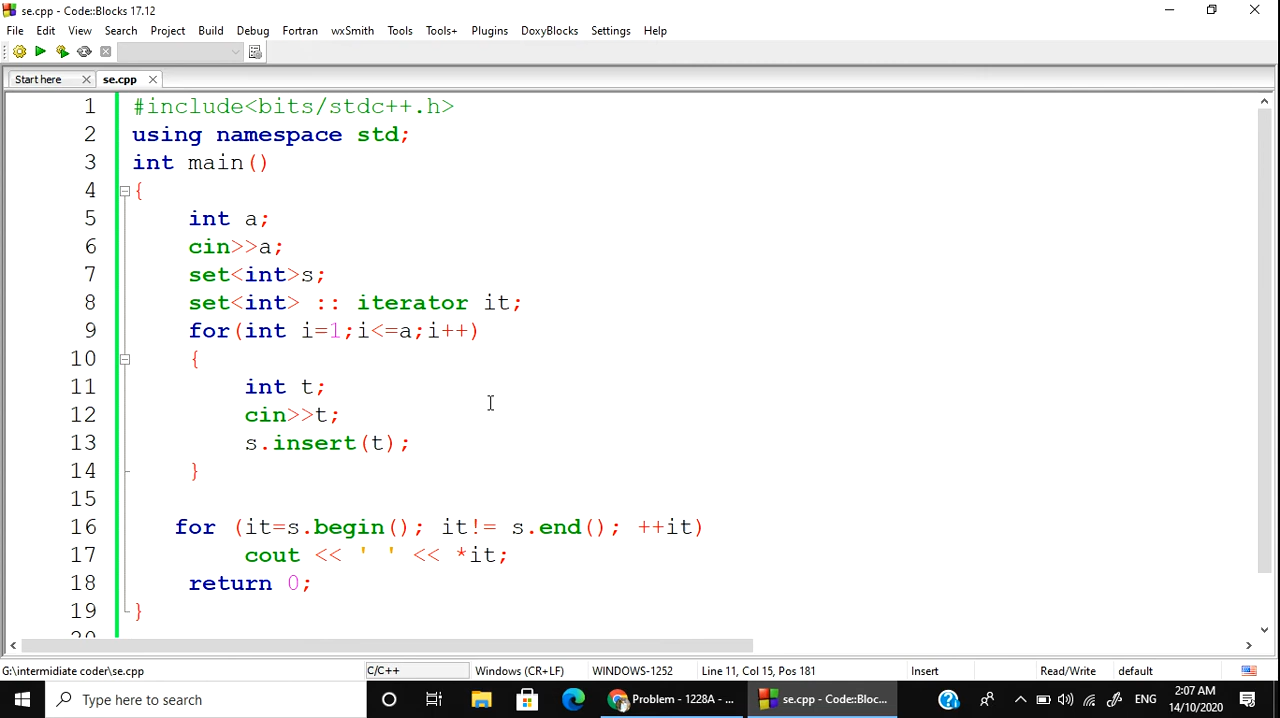 se.cpp - Code::Blocks 17.12
File Edit View Search Project Build Debug Fortran wxSmith Tools Tools+ Plugins DoxyBlocks Settings Help
Start here se.cpp
1 #include<bits/stdc++.h>
2 using namespace std;
3 int main()
4 {
5 int a;
6 cin>>a;
7 set<int>s;
8 set<int> :: iterator it;
9 for(int i=1;i<=a;i++)
10 {
11 int t;
12 cin>>t;
13 s.insert(t);
14 }
15
16 for (it=s.begin(); it!= s.end(); ++it)
17 cout << ' ' << *it;
18 return 0;
19 }
20
G:\intermidiate coder\se.cpp C/C++ Windows (CR+LF) WINDOWS-1252 Line 11, Col 15, Pos 181 Insert Read/Write default
Type here to search Problem - 1228A - ... se.cpp - Code::Bloc... ENG 2:07 AM
14/10/2020